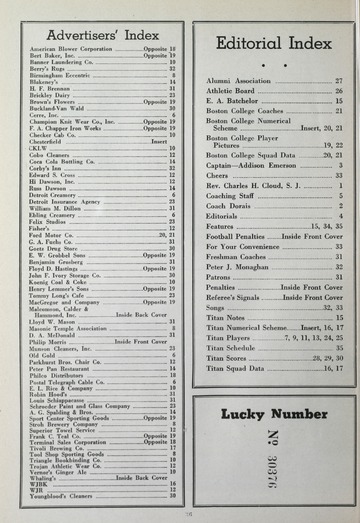 Advertisers' Index
American Blower Corporation Opposite 18
Bert Baker, Inc. Opposite 19
Banner Laundering Co. 10
Berry's Rugs 32
Birmingham Eccentric 8
Blakeney's 14
H. F. Brennan 31
Brickley Dairy 23
Brown's Flowers Opposite 19
Buckland-Van Wald 30
Cores, Inc. 6
Champion Knit Wear Co., Inc. Opposite 19
F. A. Chapper Iron Works Opposite 19
Checker Cab Co. 10
Chesterfield Insert
CKLW 10
Cobo Cleaners 12
Coca Cola Bottling Co. 14
Corby's Inn 32
Edward S. Cross 12
Hi Dawson, Inc. 12
Russ Dawson 14
Detroit Creamery 6
Detroit Insurance Agency 23
William M. Dillon 31
Ebling Creamery 6
Felix Studios 23
Fisher's 12
Ford Motor Co. 20, 21
G. A. Fuchs Co. 31
Goetz Drug Store 30
E. W. Grobbel Sons Opposite 19
Benjamin Grosberg 31
Floyd D. Hastings Opposite 19
John F. Ivory Storage Co. 30
Koenig Coal & Coke 10
Henry Lemmer's Sons Opposite 19
Tommy Long's Cafe 23
MacGregor and Company Opposite 19
Malcomson, Calder &
Hammond, Inc. Inside Back Cover
Lloyd W. Mason 31
Masonic Temple Association 8
D. A. McDonald 31
Philip Morris Inside Front Cover
Munson Cleaners, Inc. 23
Old Gold 6
Parkhurst Bros. Chair Co. 12
Peter Pan Restaurant 14
Philco Distributors 18
Postal Telegraph Cable Co. 6
E. L. Rice & Company 10
Robin Hood's 31
Louis Schiapparasse 31
Schroeder Paint and Glass Company 23
A. G. Spalding & Bros. 14
Sport Center Sporting Goods Opposite 19
Stroh Brewery Company 8
Superior Towel Service 12
Frank C. Teal Co. Opposite 19
Terminal Sales Corporation Opposite 18
Tivoli Brewing Co. 17
Tool Shop Sporting Goods 8
Triangle Bookbinding Co. 10
Trojan Athletic Wear Co. 12
Vernor's Ginger Ale 10
Whaling's Inside Back Cover
WJBK 16
WJR 12
Youngblood's Cleaners 30
Editorial Index
Alumni Association 27
Athletic Board 26
E. A. Batchelor 15
Boston College Coaches 21
Boston College Numerical
Scheme Insert, 20, 21
Boston College Player
Pictures 19, 22
Boston College Squad Data 20, 21
Captain—Addison Emerson 3
Cheers 33
Rev. Charles H. Cloud, S. J. 1
Coaching Staff 5
Coach Dorais 2
Editorials 4
Features 15, 34, 35
Football Penalties Inside Front Cover
For Your Convenience 33
Freshman Coaches 31
Peter J. Monaghan 32
Patrons 31
Penalties Inside Front Cover
Referee's Signals Inside Front Cover
Songs 32, 33
Titan Notes 15
Titan Numerical Scheme Insert, 16, 17
Titan Players 7, 9, 11, 13, 24, 25
Titan Schedule 35
Titan Scores 28, 29, 30
Titan Squad Data 16, 17
Lucky Number
No 30376